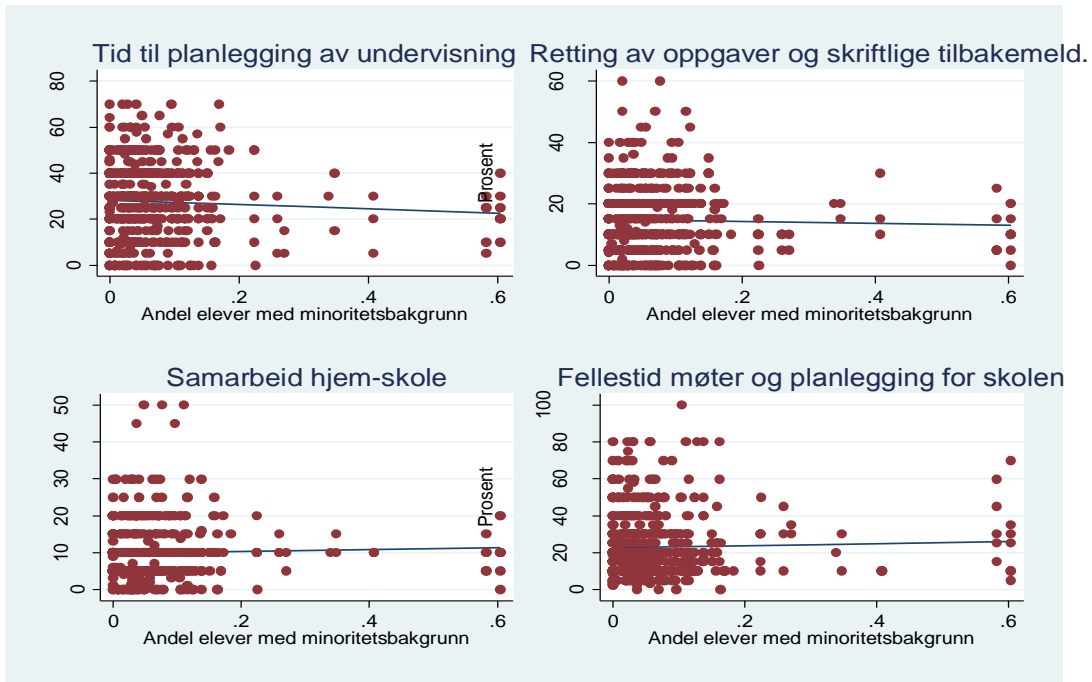 Tid til planlegging av undervisning
80
60
40
20
0
0 .2 .4 .6
Andel elever med minoritetsbakgrunn
Retting av oppgaver og skriftlige tilbakemeld.
Prosent
60
40
20
0
0 .2 .4 .6
Andel elever med minoritetsbakgrunn
Samarbeid hjem-skole
50
40
30
20
10
0
0 .2 .4 .6
Andel elever med minoritetsbakgrunn
Fellestid møter og planlegging for skolen
Prosent
100
80
60
40
20
0
0 .2 .4 .6
Andel elever med minoritetsbakgrunn